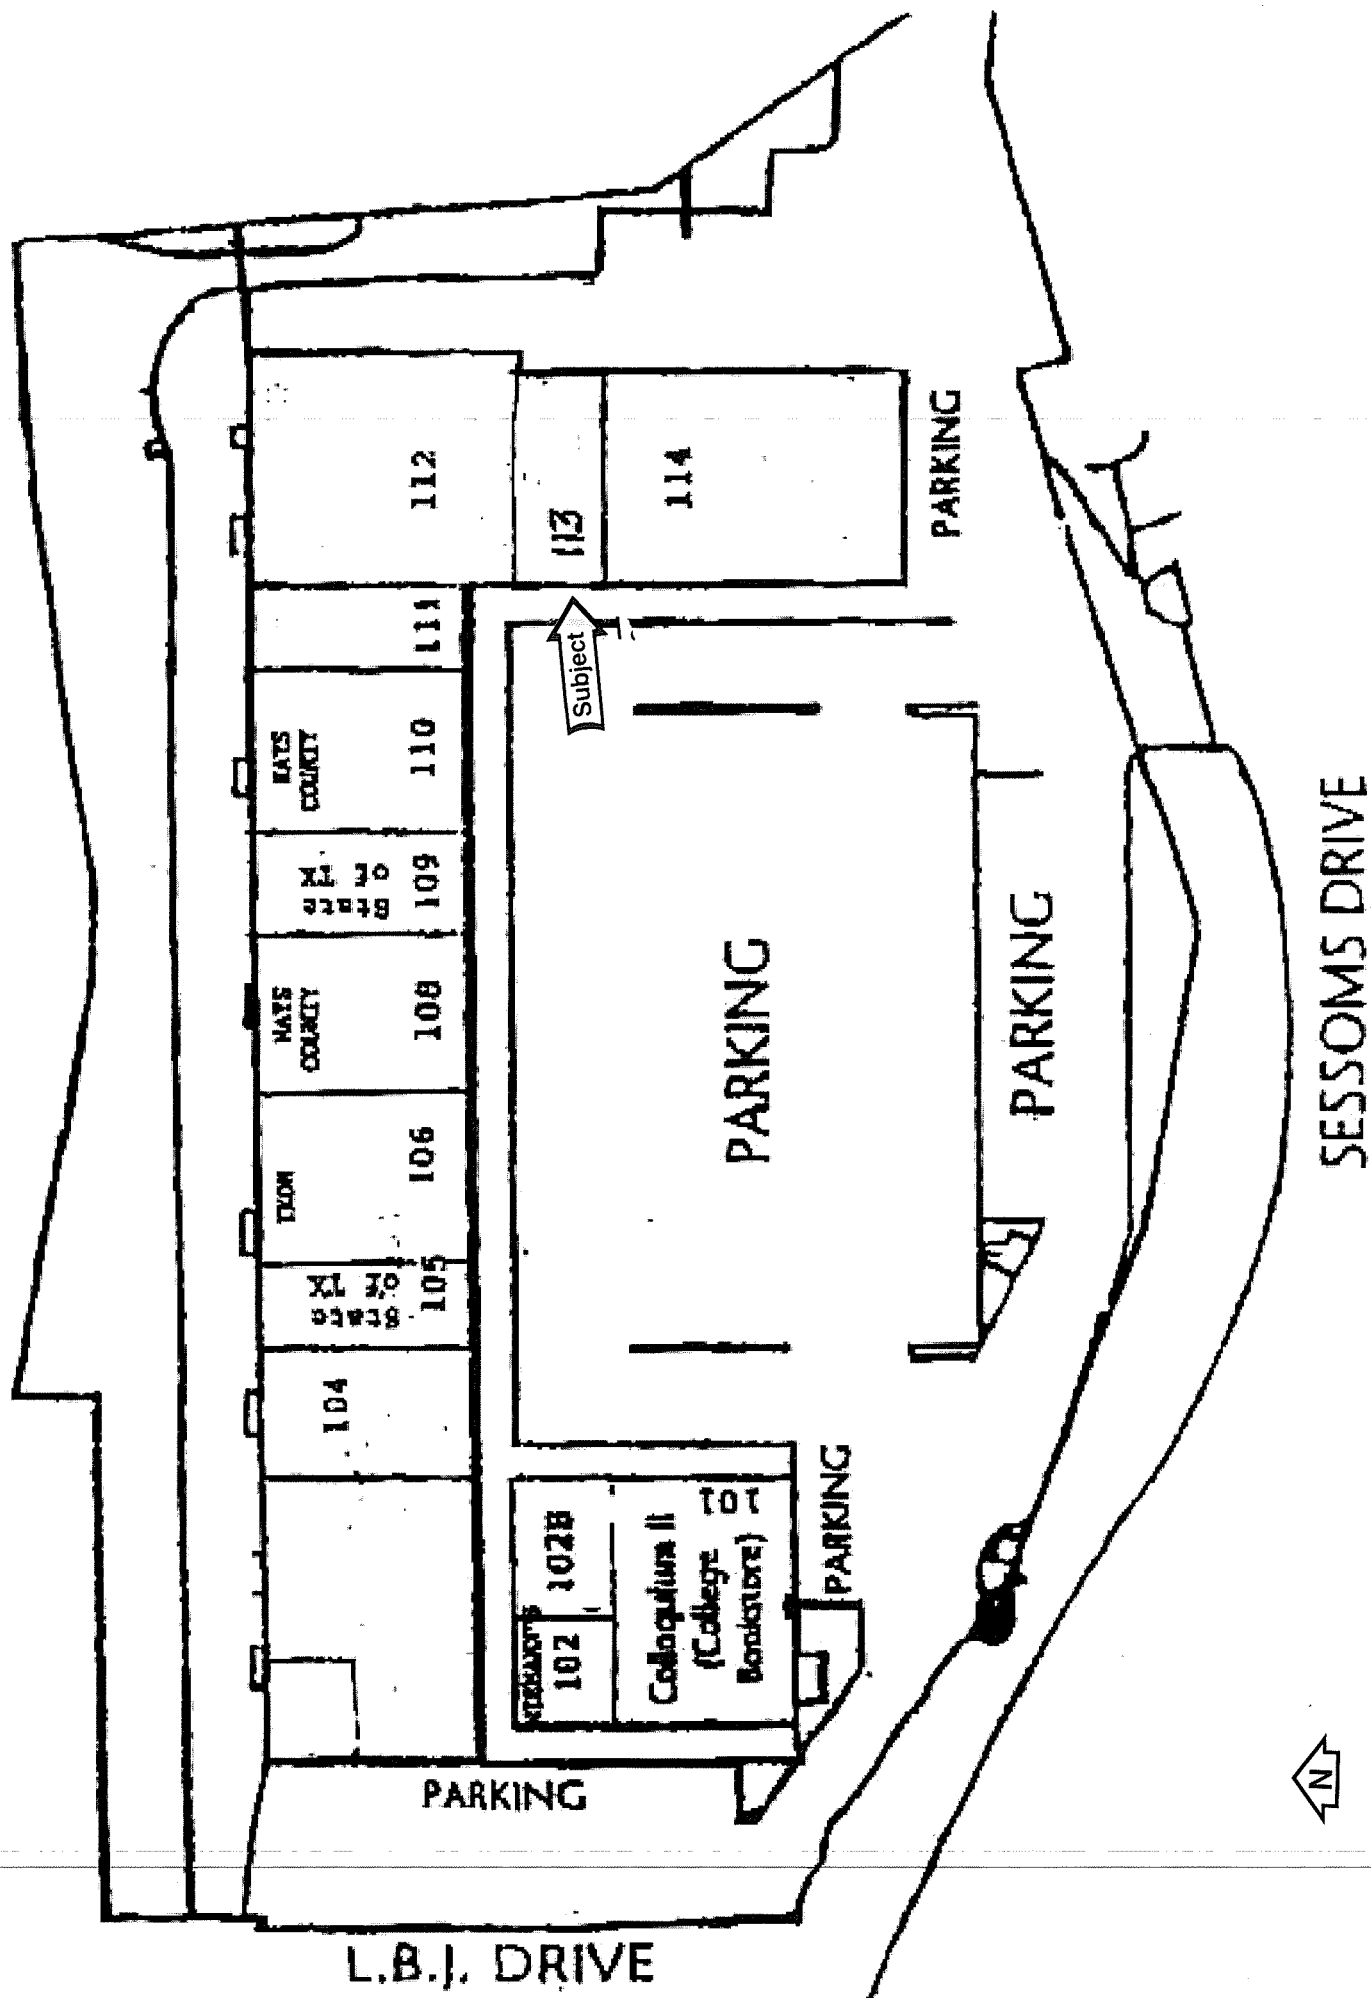 112
113
114
PARKING
111
Subject
HAYS
COUNTY
110
State
of TX
109
HAYS
COUNTY
108
TXDM
106
State
of TX
105
104
PARKING
PARKING
SESSOMS DRIVE
102B
102
Colloquium II
(College
Bookstore)
101
PARKING
PARKING
L.B.J. DRIVE
N